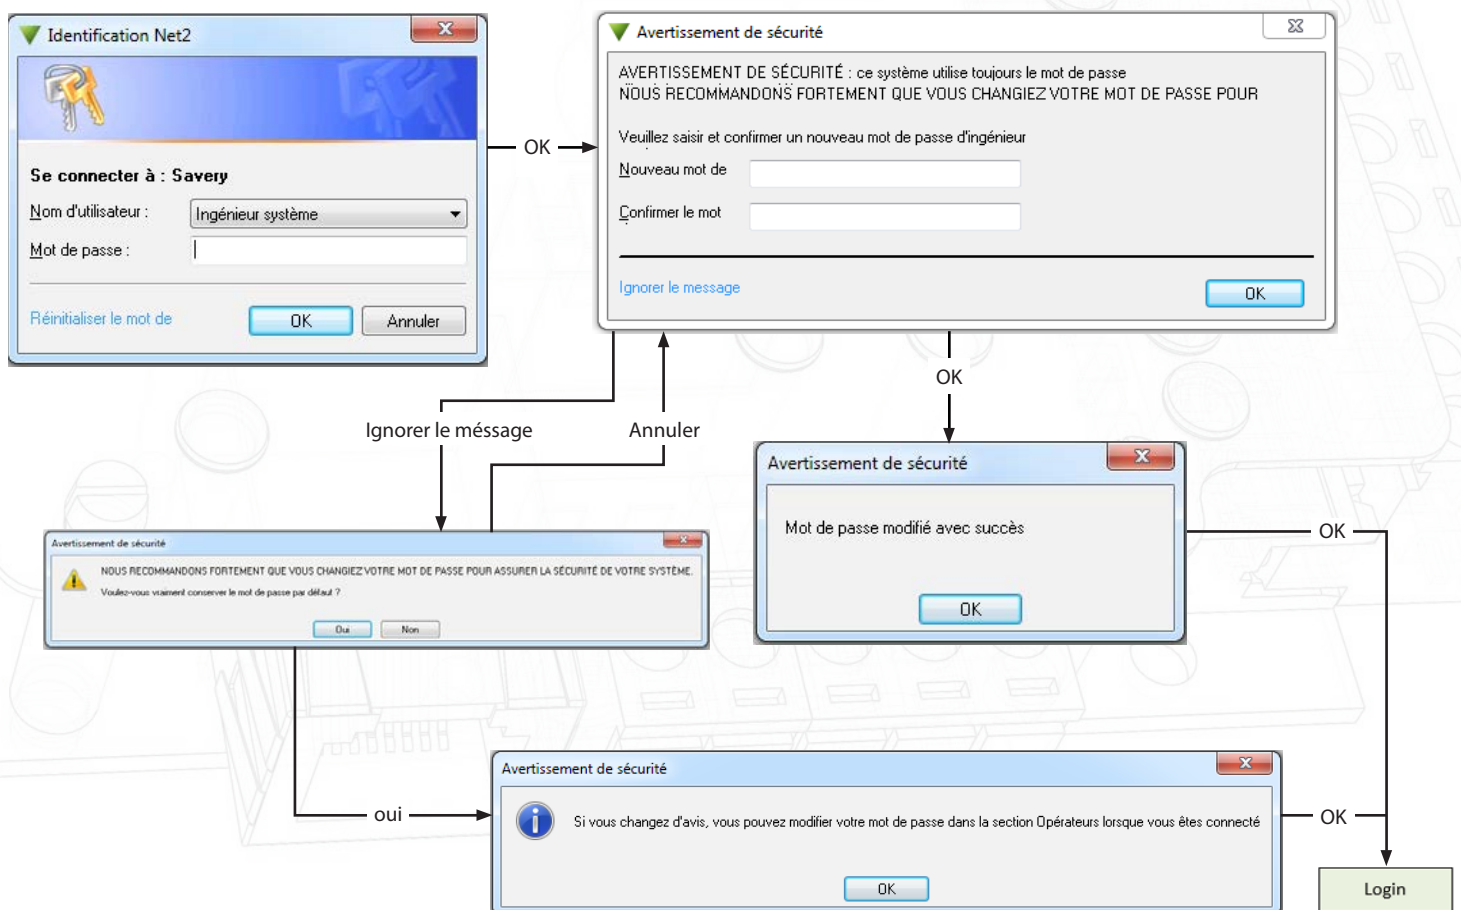 Identification Net2
Se connecter à : Savery
Nom d'utilisateur :
Ingénieur système
Mot de passe :
Réinitialiser le mot de
OK
Annuler
OK
Avertissement de sécurité
AVERTISSEMENT DE SÉCURITÉ : ce système utilise toujours le mot de passe
NOUS RECOMMANDONS FORTEMENT QUE VOUS CHANGIEZ VOTRE MOT DE PASSE POUR
Veuillez saisir et confirmer un nouveau mot de passe d'ingénieur
Nouveau mot de
Confirmer le mot
Ignorer le message
OK
Ignorer le méssage
Annuler
OK
Avertissement de sécurité
NOUS RECOMMANDONS FORTEMENT QUE VOUS CHANGIEZ VOTRE MOT DE PASSE POUR ASSURER LA SÉCURITÉ DE VOTRE SYSTÈME.
Voulez-vous vraiment conserver le mot de passe par défaut ?
Oui
Non
Avertissement de sécurité
Mot de passe modifié avec succès
OK
OK
oui
Avertissement de sécurité
Si vous changez d'avis, vous pouvez modifier votre mot de passe dans la section Opérateurs lorsque vous êtes connecté
OK
OK
Login